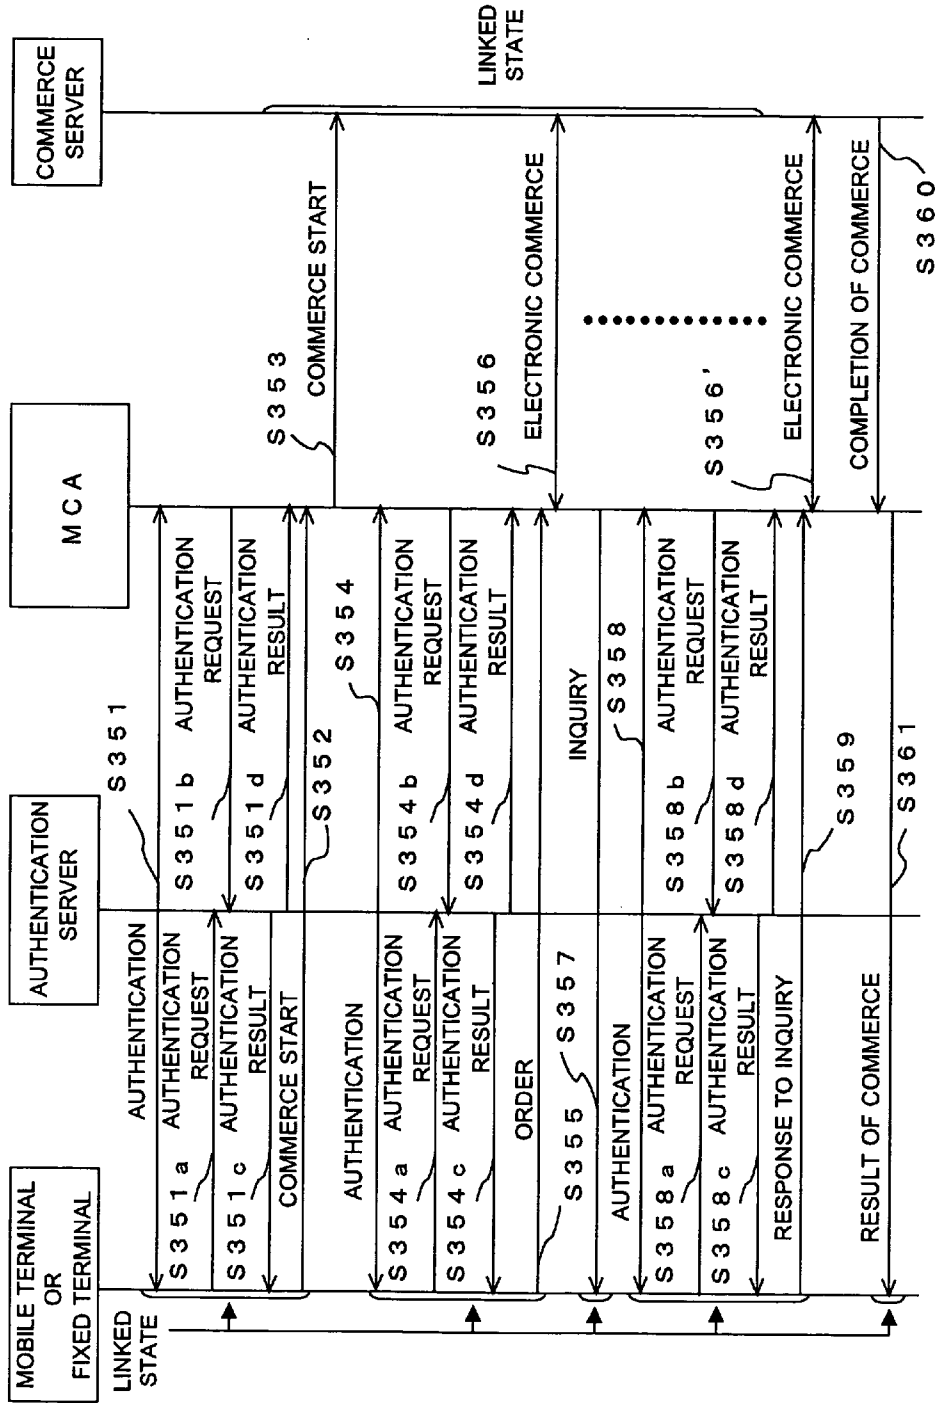 MOBILE TERMINAL
OR
FIXED TERMINAL
AUTHENTICATION
SERVER
M C A
COMMERCE
SERVER
LINKED
STATE
LINKED
STATE
AUTHENTICATION
S 3 5 1
S 3 5 1 a
AUTHENTICATION
REQUEST
S 3 5 1 b
AUTHENTICATION
REQUEST
S 3 5 1 c
AUTHENTICATION
RESULT
S 3 5 1 d
AUTHENTICATION
RESULT
COMMERCE START
S 3 5 2
S 3 5 3
COMMERCE START
AUTHENTICATION
S 3 5 4
S 3 5 4 a
AUTHENTICATION
REQUEST
S 3 5 4 b
AUTHENTICATION
REQUEST
S 3 5 4 c
AUTHENTICATION
RESULT
S 3 5 4 d
AUTHENTICATION
RESULT
ORDER
S 3 5 5
S 3 5 6
ELECTRONIC COMMERCE
S 3 5 7
INQUIRY
AUTHENTICATION
S 3 5 8
S 3 5 8 a
AUTHENTICATION
REQUEST
S 3 5 8 b
AUTHENTICATION
REQUEST
S 3 5 8 c
AUTHENTICATION
RESULT
S 3 5 8 d
AUTHENTICATION
RESULT
RESPONSE TO INQUIRY
S 3 5 9
S 3 5 6 '
ELECTRONIC COMMERCE
COMPLETION OF COMMERCE
S 3 6 0
RESULT OF COMMERCE
S 3 6 1